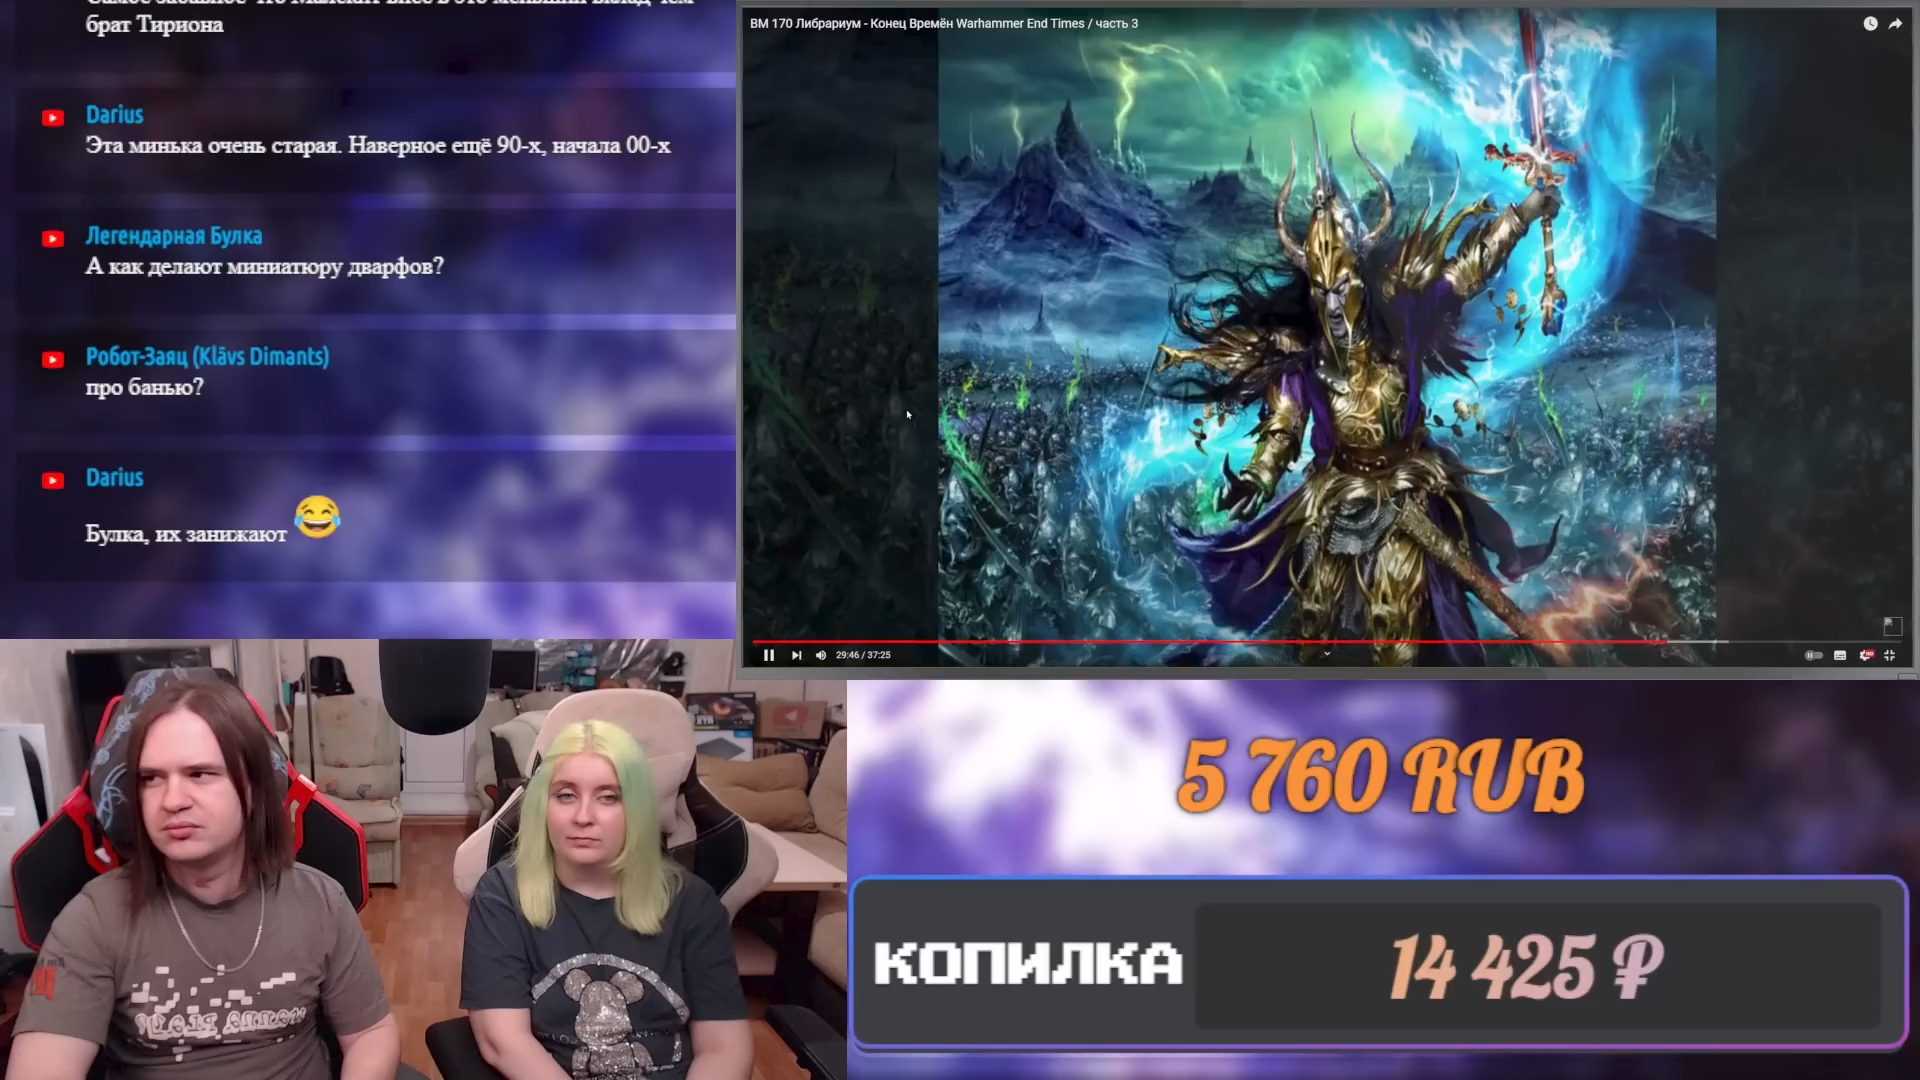 брат Тириона
Darius
Эта минька очень старая. Наверное ещё 90-х, начала 00-х
Легендарная Булка
А как делают миниатюру дварфов?
Робот-Заяц (Klāvs Dimants)
про банью?
Darius
Булка, их занижают
ВМ 170 Либрариум - Конец Времён Warhammer End Times / часть 3
29:46 / 37:25
5 760 RUB
КОПИЛКА
14 425 ₽